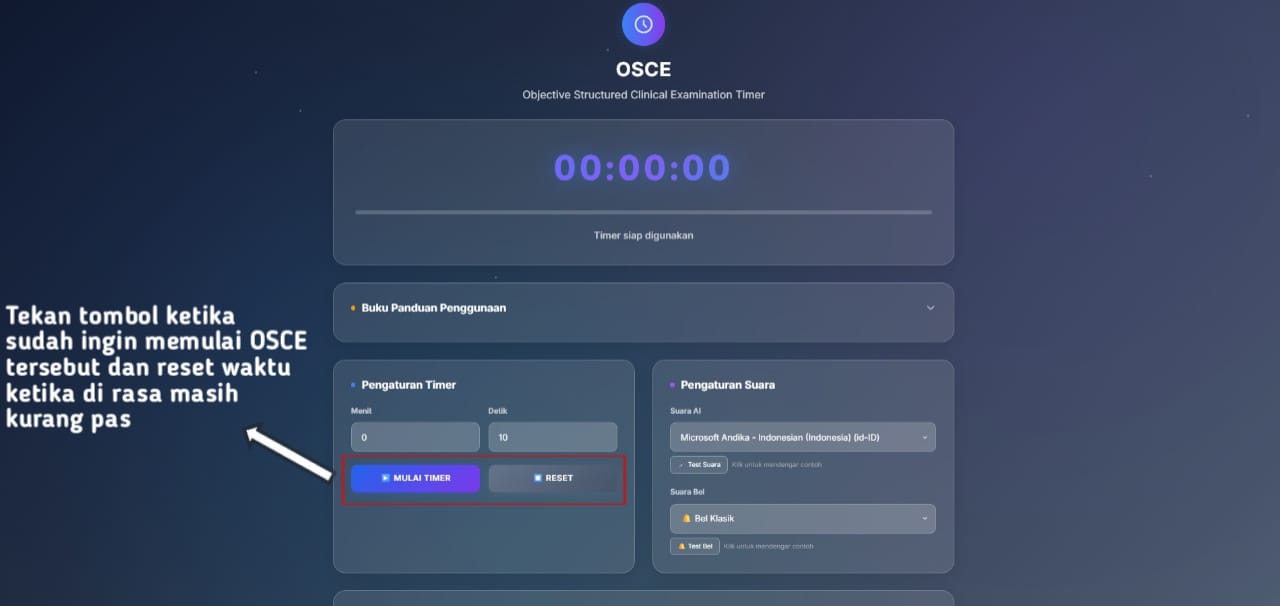 OSCE
Objective Structured Clinical Examination Timer
00:00:00
Timer siap digunakan
Buku Panduan Penggunaan
Tekan tombol ketika
sudah ingin memulai OSCE
tersebut dan reset waktu
ketika di rasa masih
kurang pas
Pengaturan Timer
Menit
Detik
0
10
MULAI TIMER
RESET
Pengaturan Suara
Suara AI
Microsoft Andika - Indonesian (Indonesia) (id-ID)
Test Suara Klik untuk mendengar contoh
Suara Bel
Bel Klasik
Test Bel Klik untuk mendengar contoh